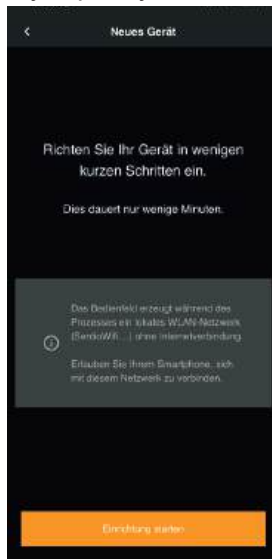 Neues Gerät
Richten Sie Ihr Gerät in wenigen
kurzen Schritten ein.
Dies dauert nur wenige Minuten.
Das Bedienfeld erzeugt während des
Prozesses ein lokales WLAN-Netzwerk
(SentioWifi...) ohne Internetverbindung.
Erlauben Sie Ihrem Smartphone, sich
mit diesem Netzwerk zu verbinden.
Einrichtung starten